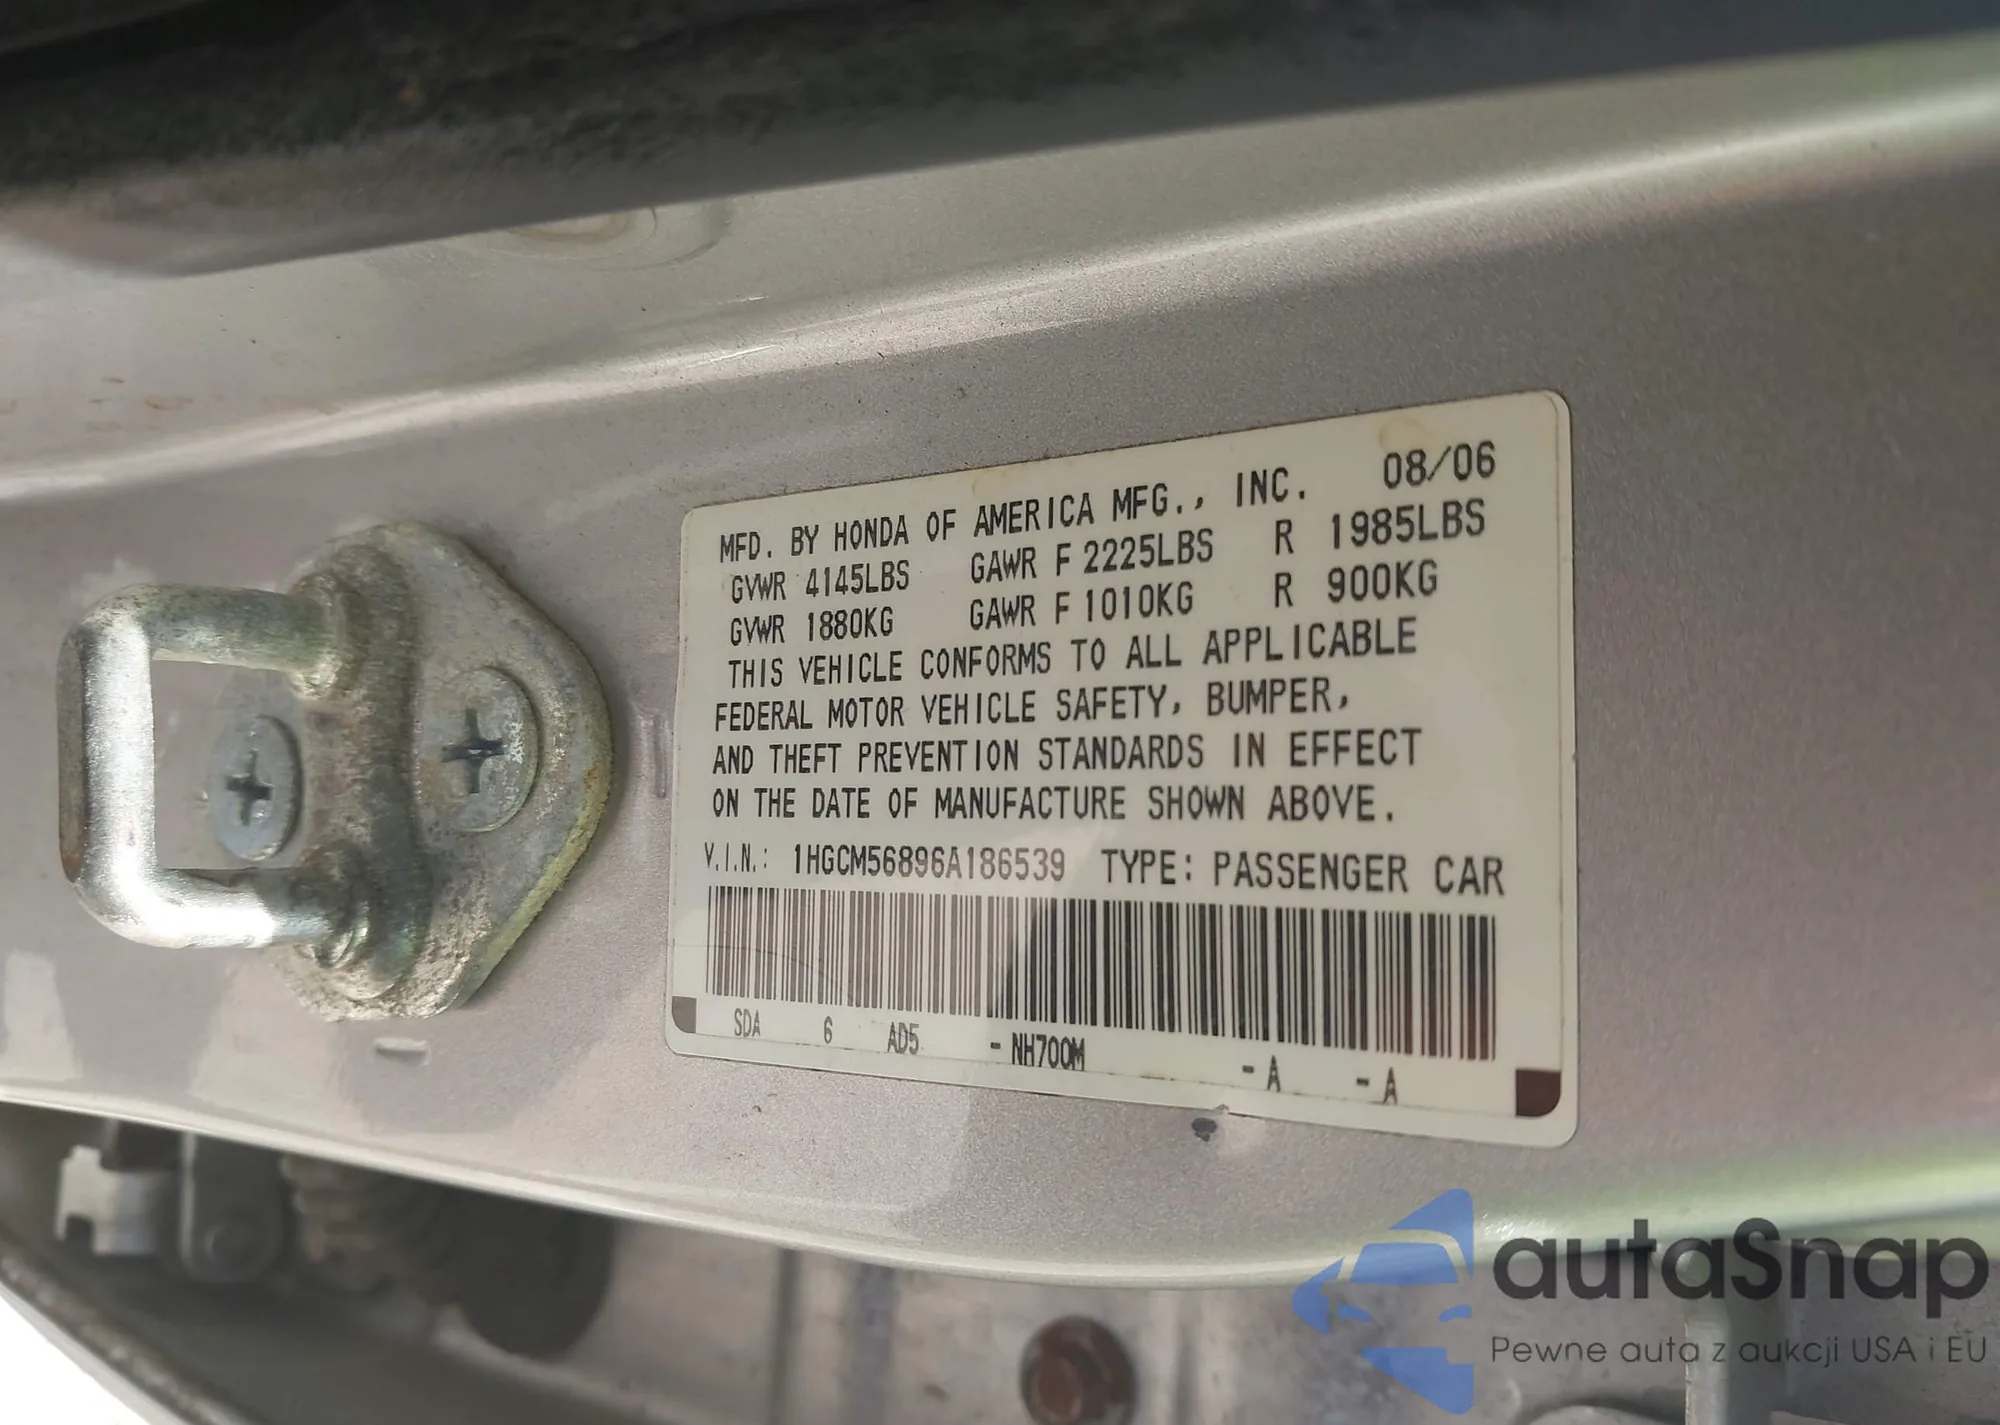 MFD. BY HONDA OF AMERICA MFG., INC. 08/06
GVWR 4145LBS GAWR F 2225LBS R 1985LBS
GVWR 1880KG GAWR F 1010KG R 900KG
THIS VEHICLE CONFORMS TO ALL APPLICABLE
FEDERAL MOTOR VEHICLE SAFETY, BUMPER,
AND THEFT PREVENTION STANDARDS IN EFFECT
ON THE DATE OF MANUFACTURE SHOWN ABOVE.
V.I.N.: 1HGCM56896A186539 TYPE: PASSENGER CAR
SDA 6 AD5 - NH700M - A - A
autaSnap
Pewne auta z aukcji USA i EU